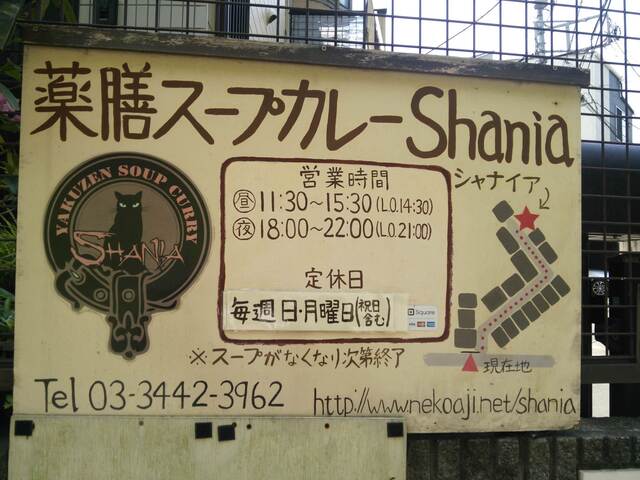 薬膳スープカレーShania
シャナイア
YAKUZEN SOUP CURRY
SHANIA
営業時間
昼 11:30〜15:30(L.O.14:30)
夜 18:00〜22:00(L.O.21:00)
定休日
毎週日・月曜日(祝日含む)
Square
※スープがなくなり次第終了
現在地
Tel 03-3442-3962
http://www.nekoaji.net/shania